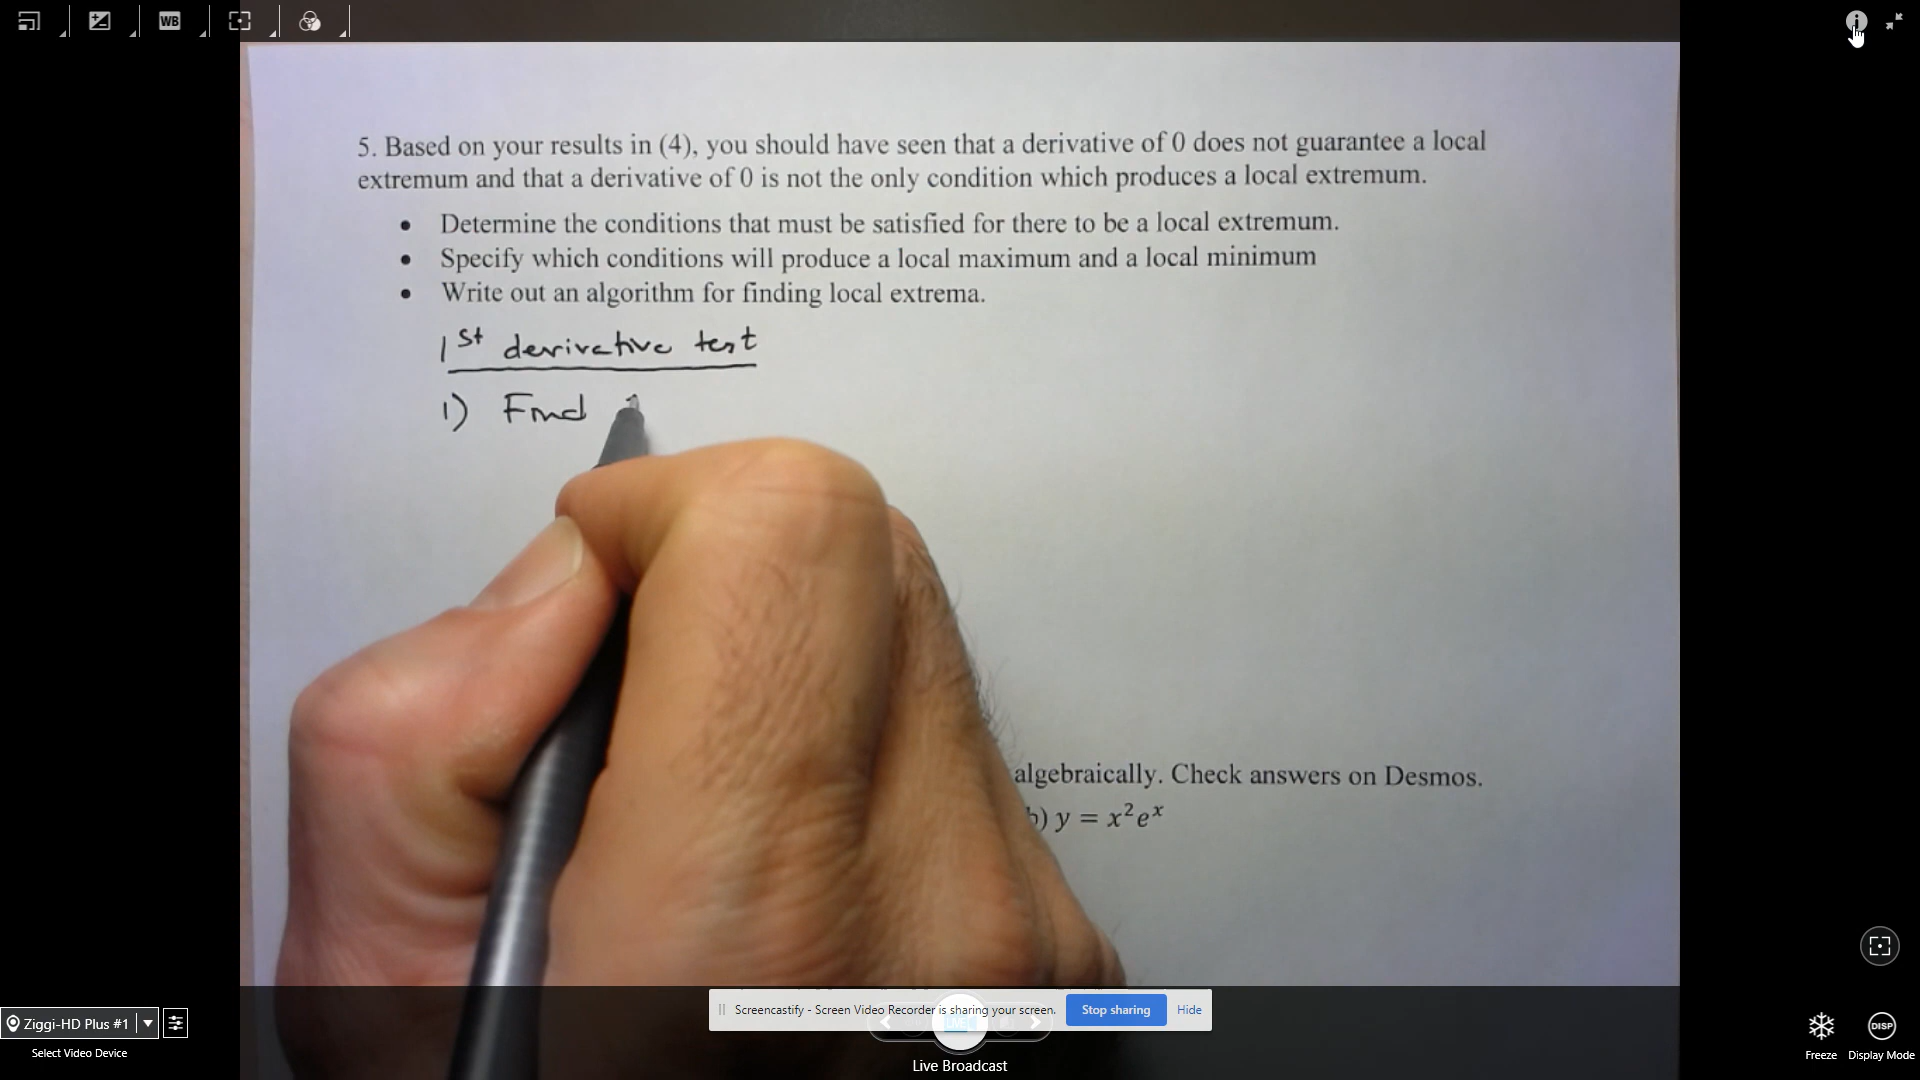 WB
5. Based on your results in (4), you should have seen that a derivative of 0 does not guarantee a local
extremum and that a derivative of 0 is not the only condition which produces a local extremum.
• Determine the conditions that must be satisfied for there to be a local extremum.
• Specify which conditions will produce a local maximum and a local minimum
• Write out an algorithm for finding local extrema.
1st derivative test
1) Find
algebraically. Check answers on Desmos.
b) y = x²eˣ
Screencastify - Screen Video Recorder is sharing your screen. Stop sharing Hide
Ziggi-HD Plus #1
Select Video Device
LIVE
Live Broadcast
Freeze
DISP
Display Mode